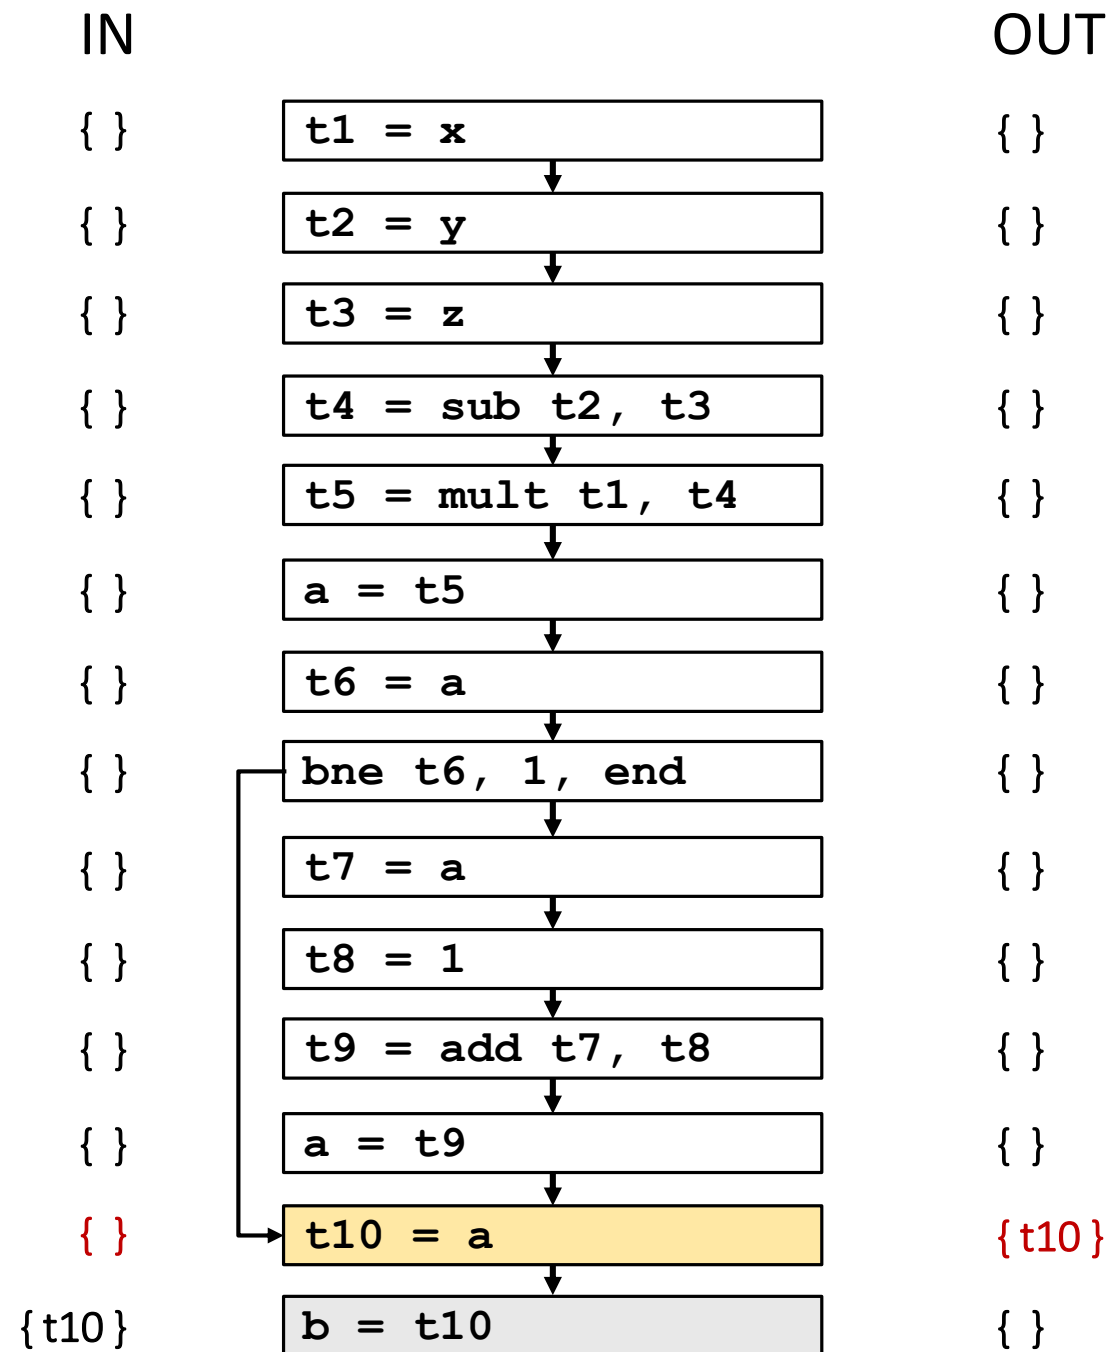 IN OUT
{ } t1 = x { }
{ } t2 = y { }
{ } t3 = z { }
{ } t4 = sub t2, t3 { }
{ } t5 = mult t1, t4 { }
{ } a = t5 { }
{ } t6 = a { }
{ } bne t6, 1, end { }
{ } t7 = a { }
{ } t8 = 1 { }
{ } t9 = add t7, t8 { }
{ } a = t9 { }
{ } t10 = a { t10 }
{ t10 } b = t10 { }